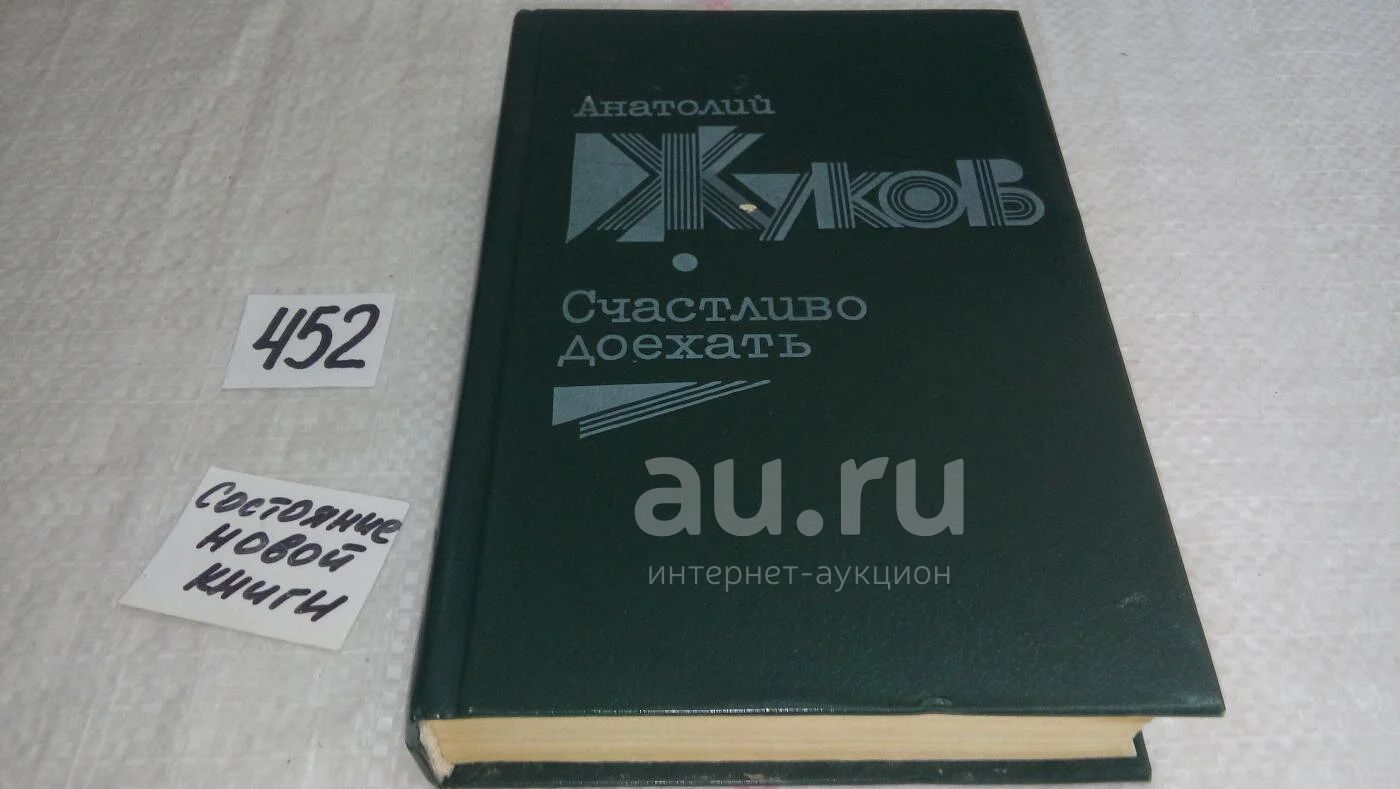 Анатолий
Жуков
Счастливо
доехать
452
Состояние
новой
книги
au.ru
интернет-аукцион